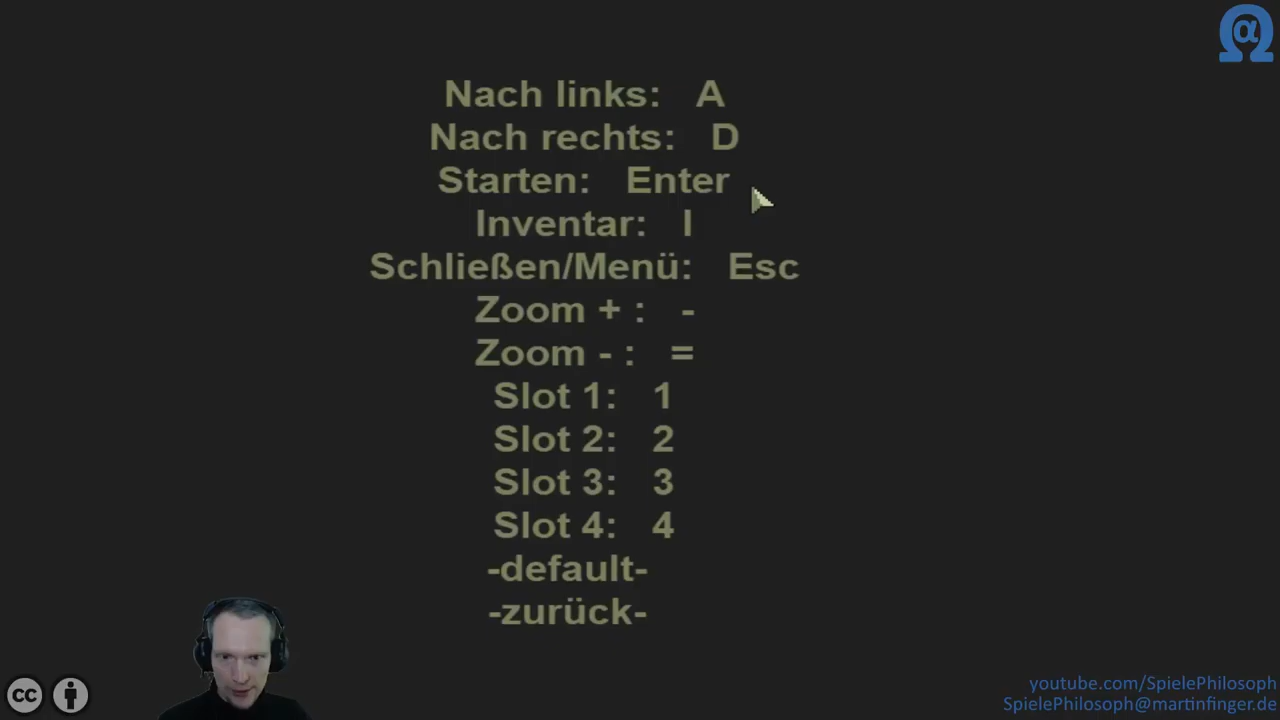 Nach links: A
Nach rechts: D
Starten: Enter
Inventar: I
Schließen/Menü: Esc
Zoom + : -
Zoom - : =
Slot 1: 1
Slot 2: 2
Slot 3: 3
Slot 4: 4
-default-
-zurück-
cc
youtube.com/SpielePhilosoph
SpielePhilosoph@martinfinger.de